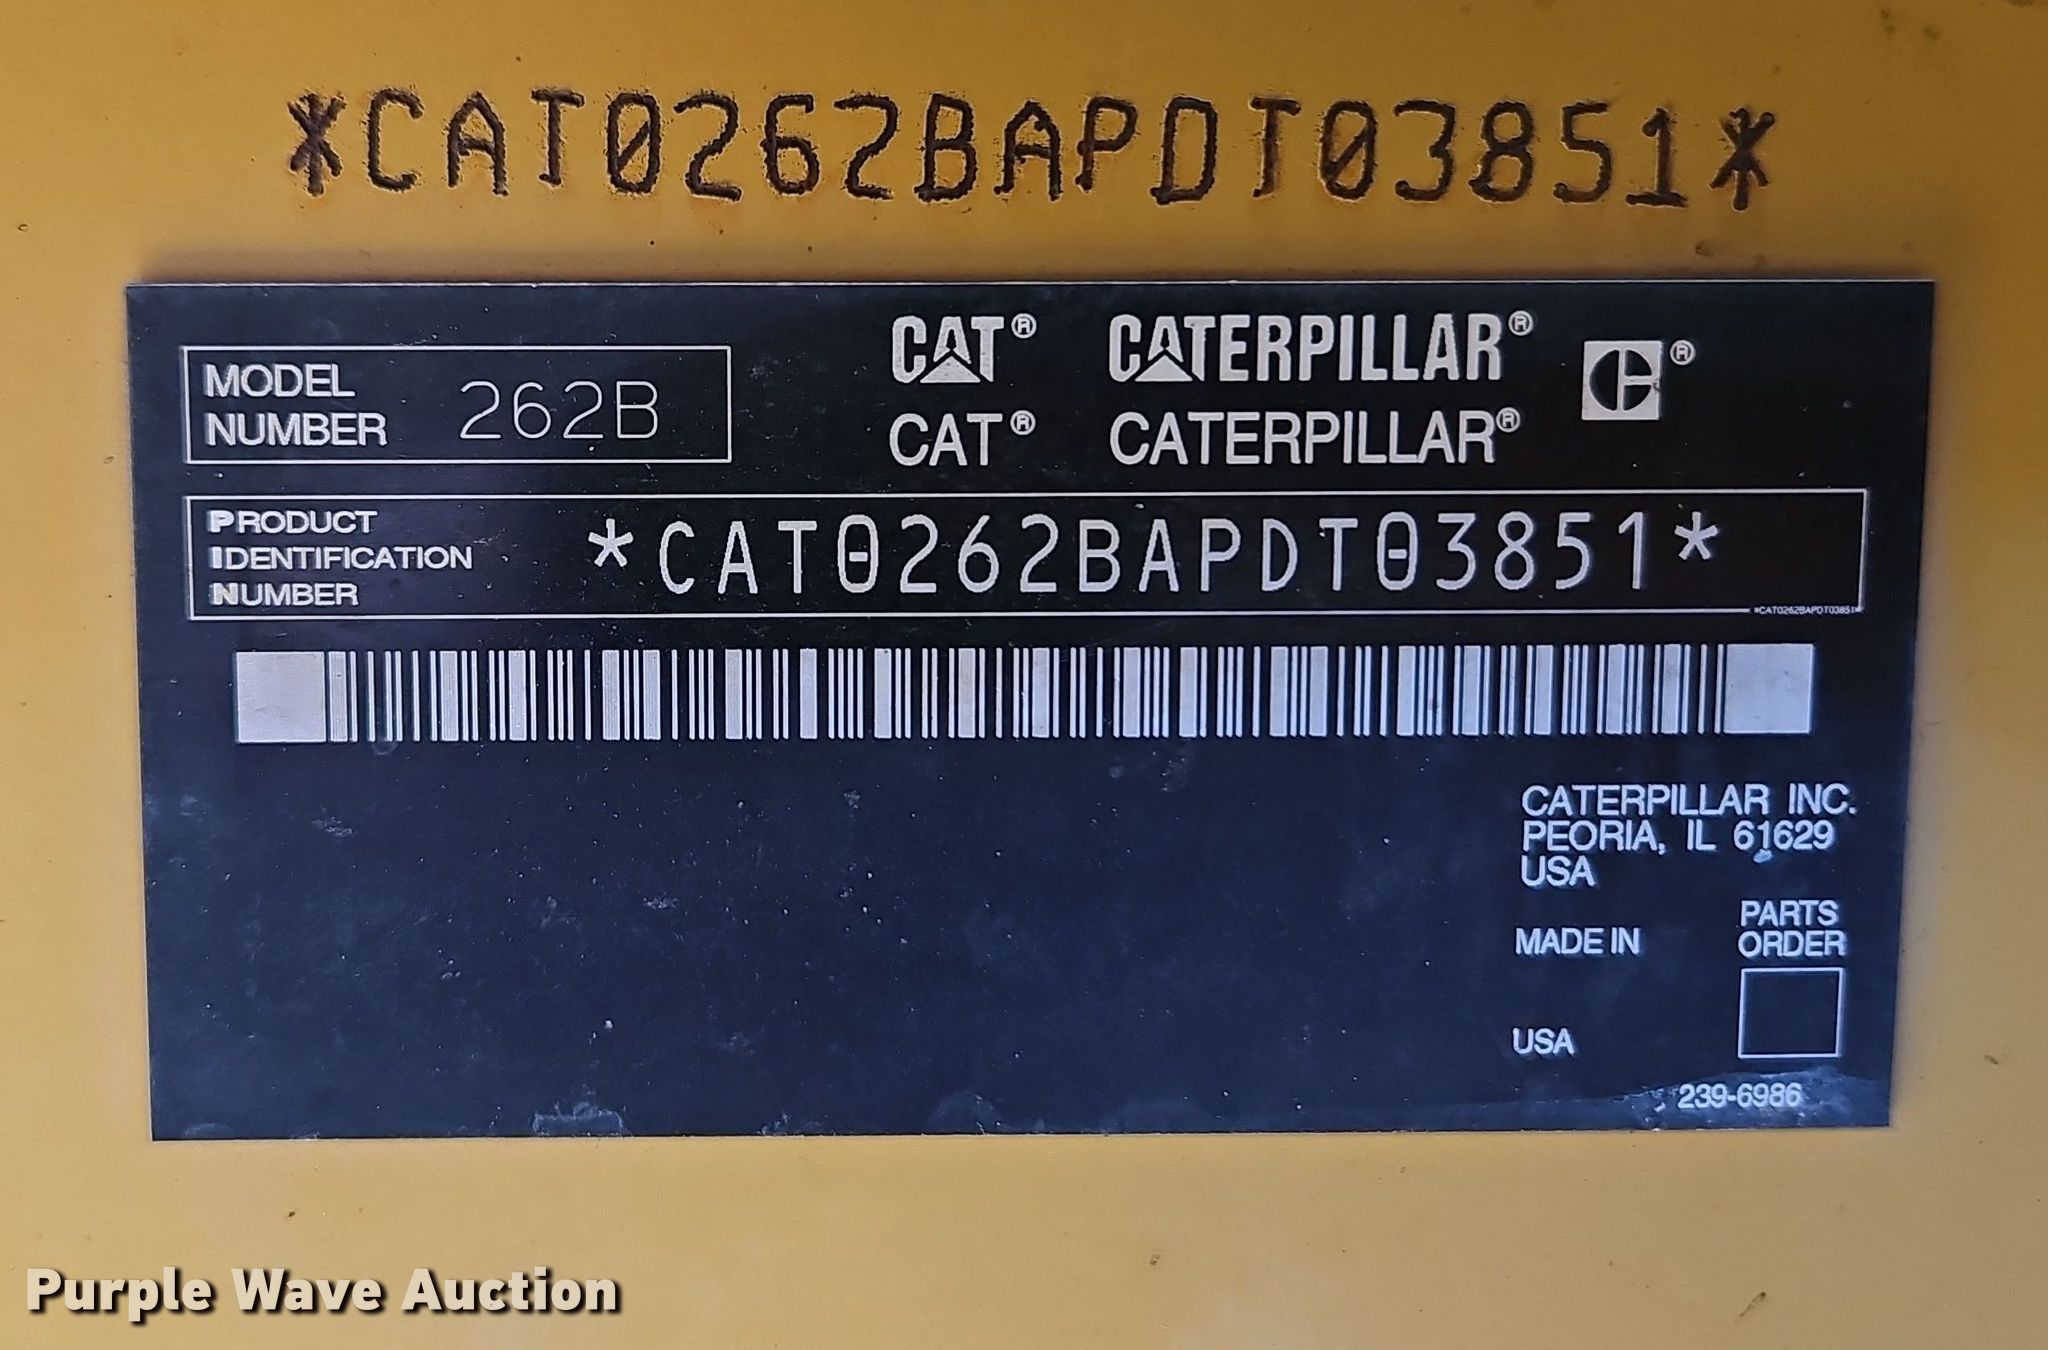 *CAT0262BAPDT03851*
MODEL
NUMBER
262B
CAT® CATERPILLAR® C®
CAT® CATERPILLAR®
PRODUCT
IDENTIFICATION
NUMBER
*CAT0262BAPDT03851*
*CAT0262BAPDT03851*
CATERPILLAR INC.
PEORIA, IL 61629
USA
MADE IN
USA
PARTS
ORDER
239-6986
Purple Wave Auction